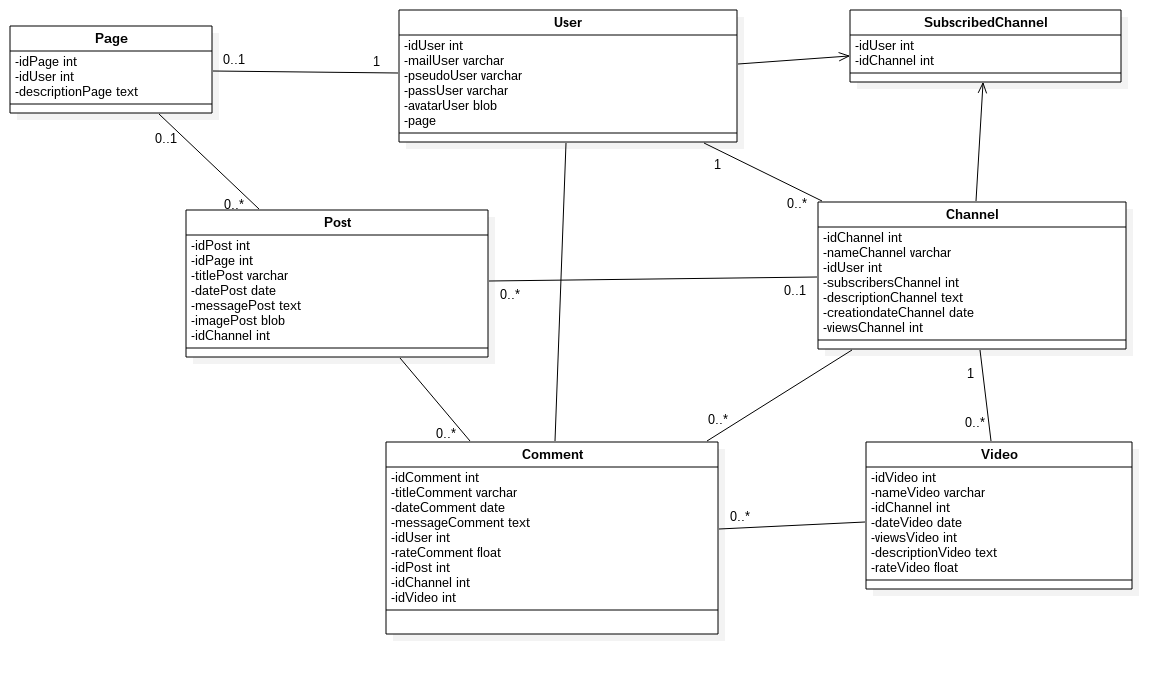 Page
-idPage int
-idUser int
-descriptionPage text
0..1
1
User
-idUser int
-mailUser varchar
-pseudoUser varchar
-passUser varchar
-avatarUser blob
-page
SubscribedChannel
-idUser int
-idChannel int
0..1
0..*
1
0..*
Post
-idPost int
-idPage int
-titlePost varchar
-datePost date
-messagePost text
-imagePost blob
-idChannel int
0..*
0..1
Channel
-idChannel int
-nameChannel varchar
-idUser int
-subscribersChannel int
-descriptionChannel text
-creationdateChannel date
-viewsChannel int
0..*
0..*
1
0..*
Comment
-idComment int
-titleComment varchar
-dateComment date
-messageComment text
-idUser int
-rateComment float
-idPost int
-idChannel int
-idVideo int
0..*
Video
-idVideo int
-nameVideo varchar
-idChannel int
-dateVideo date
-viewsVideo int
-descriptionVideo text
-rateVideo float